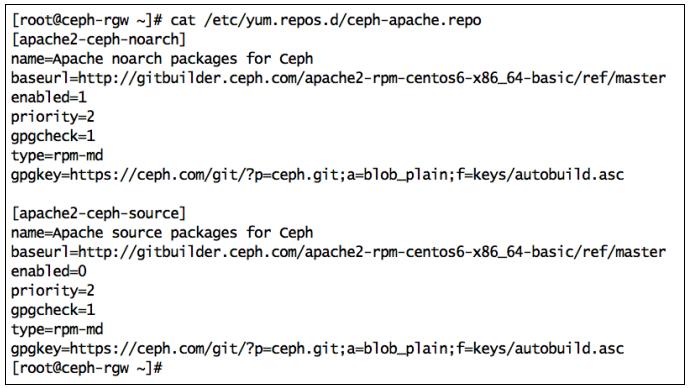 [root@ceph-rgw ~]# cat /etc/yum.repos.d/ceph-apache.repo
[apache2-ceph-noarch]
name=Apache noarch packages for Ceph
baseurl=http://gitbuilder.ceph.com/apache2-rpm-centos6-x86_64-basic/ref/master
enabled=1
priority=2
gpgcheck=1
type=rpm-md
gpgkey=https://ceph.com/git/?p=ceph.git;a=blob_plain;f=keys/autobuild.asc

[apache2-ceph-source]
name=Apache source packages for Ceph
baseurl=http://gitbuilder.ceph.com/apache2-rpm-centos6-x86_64-basic/ref/master
enabled=0
priority=2
gpgcheck=1
type=rpm-md
gpgkey=https://ceph.com/git/?p=ceph.git;a=blob_plain;f=keys/autobuild.asc
[root@ceph-rgw ~]#